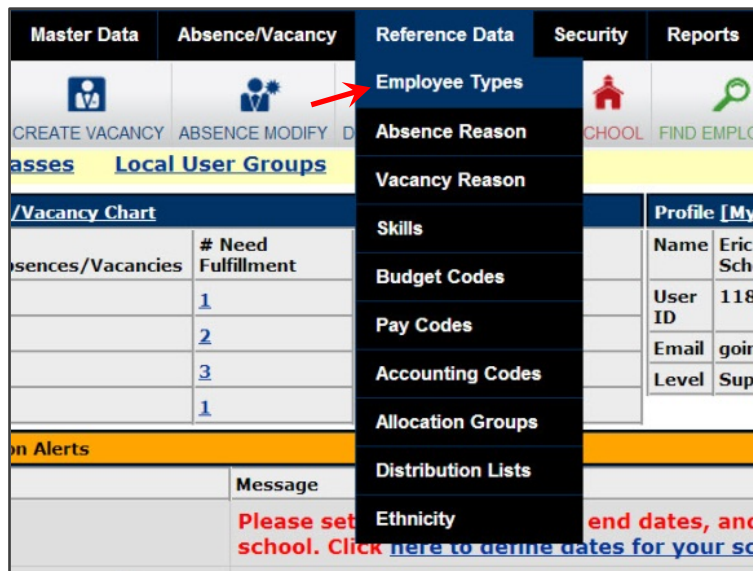 Master Data Absence/Vacancy Reference Data Security Reports
CREATE VACANCY ABSENCE MODIFY D CHOOL FIND EMPLO
asses Local User Groups
Employee Types
Absence Reason
Vacancy Reason
Skills
Budget Codes
Pay Codes
Accounting Codes
Allocation Groups
Distribution Lists
Ethnicity
/Vacancy Chart
sences/Vacancies # Need
Fulfillment
1
2
3
1
Profile [My
Name Eric
Sch
User 118
ID
Email goin
Level Sup
n Alerts
Message
Please set end dates, and
school. Click here to define dates for your sc